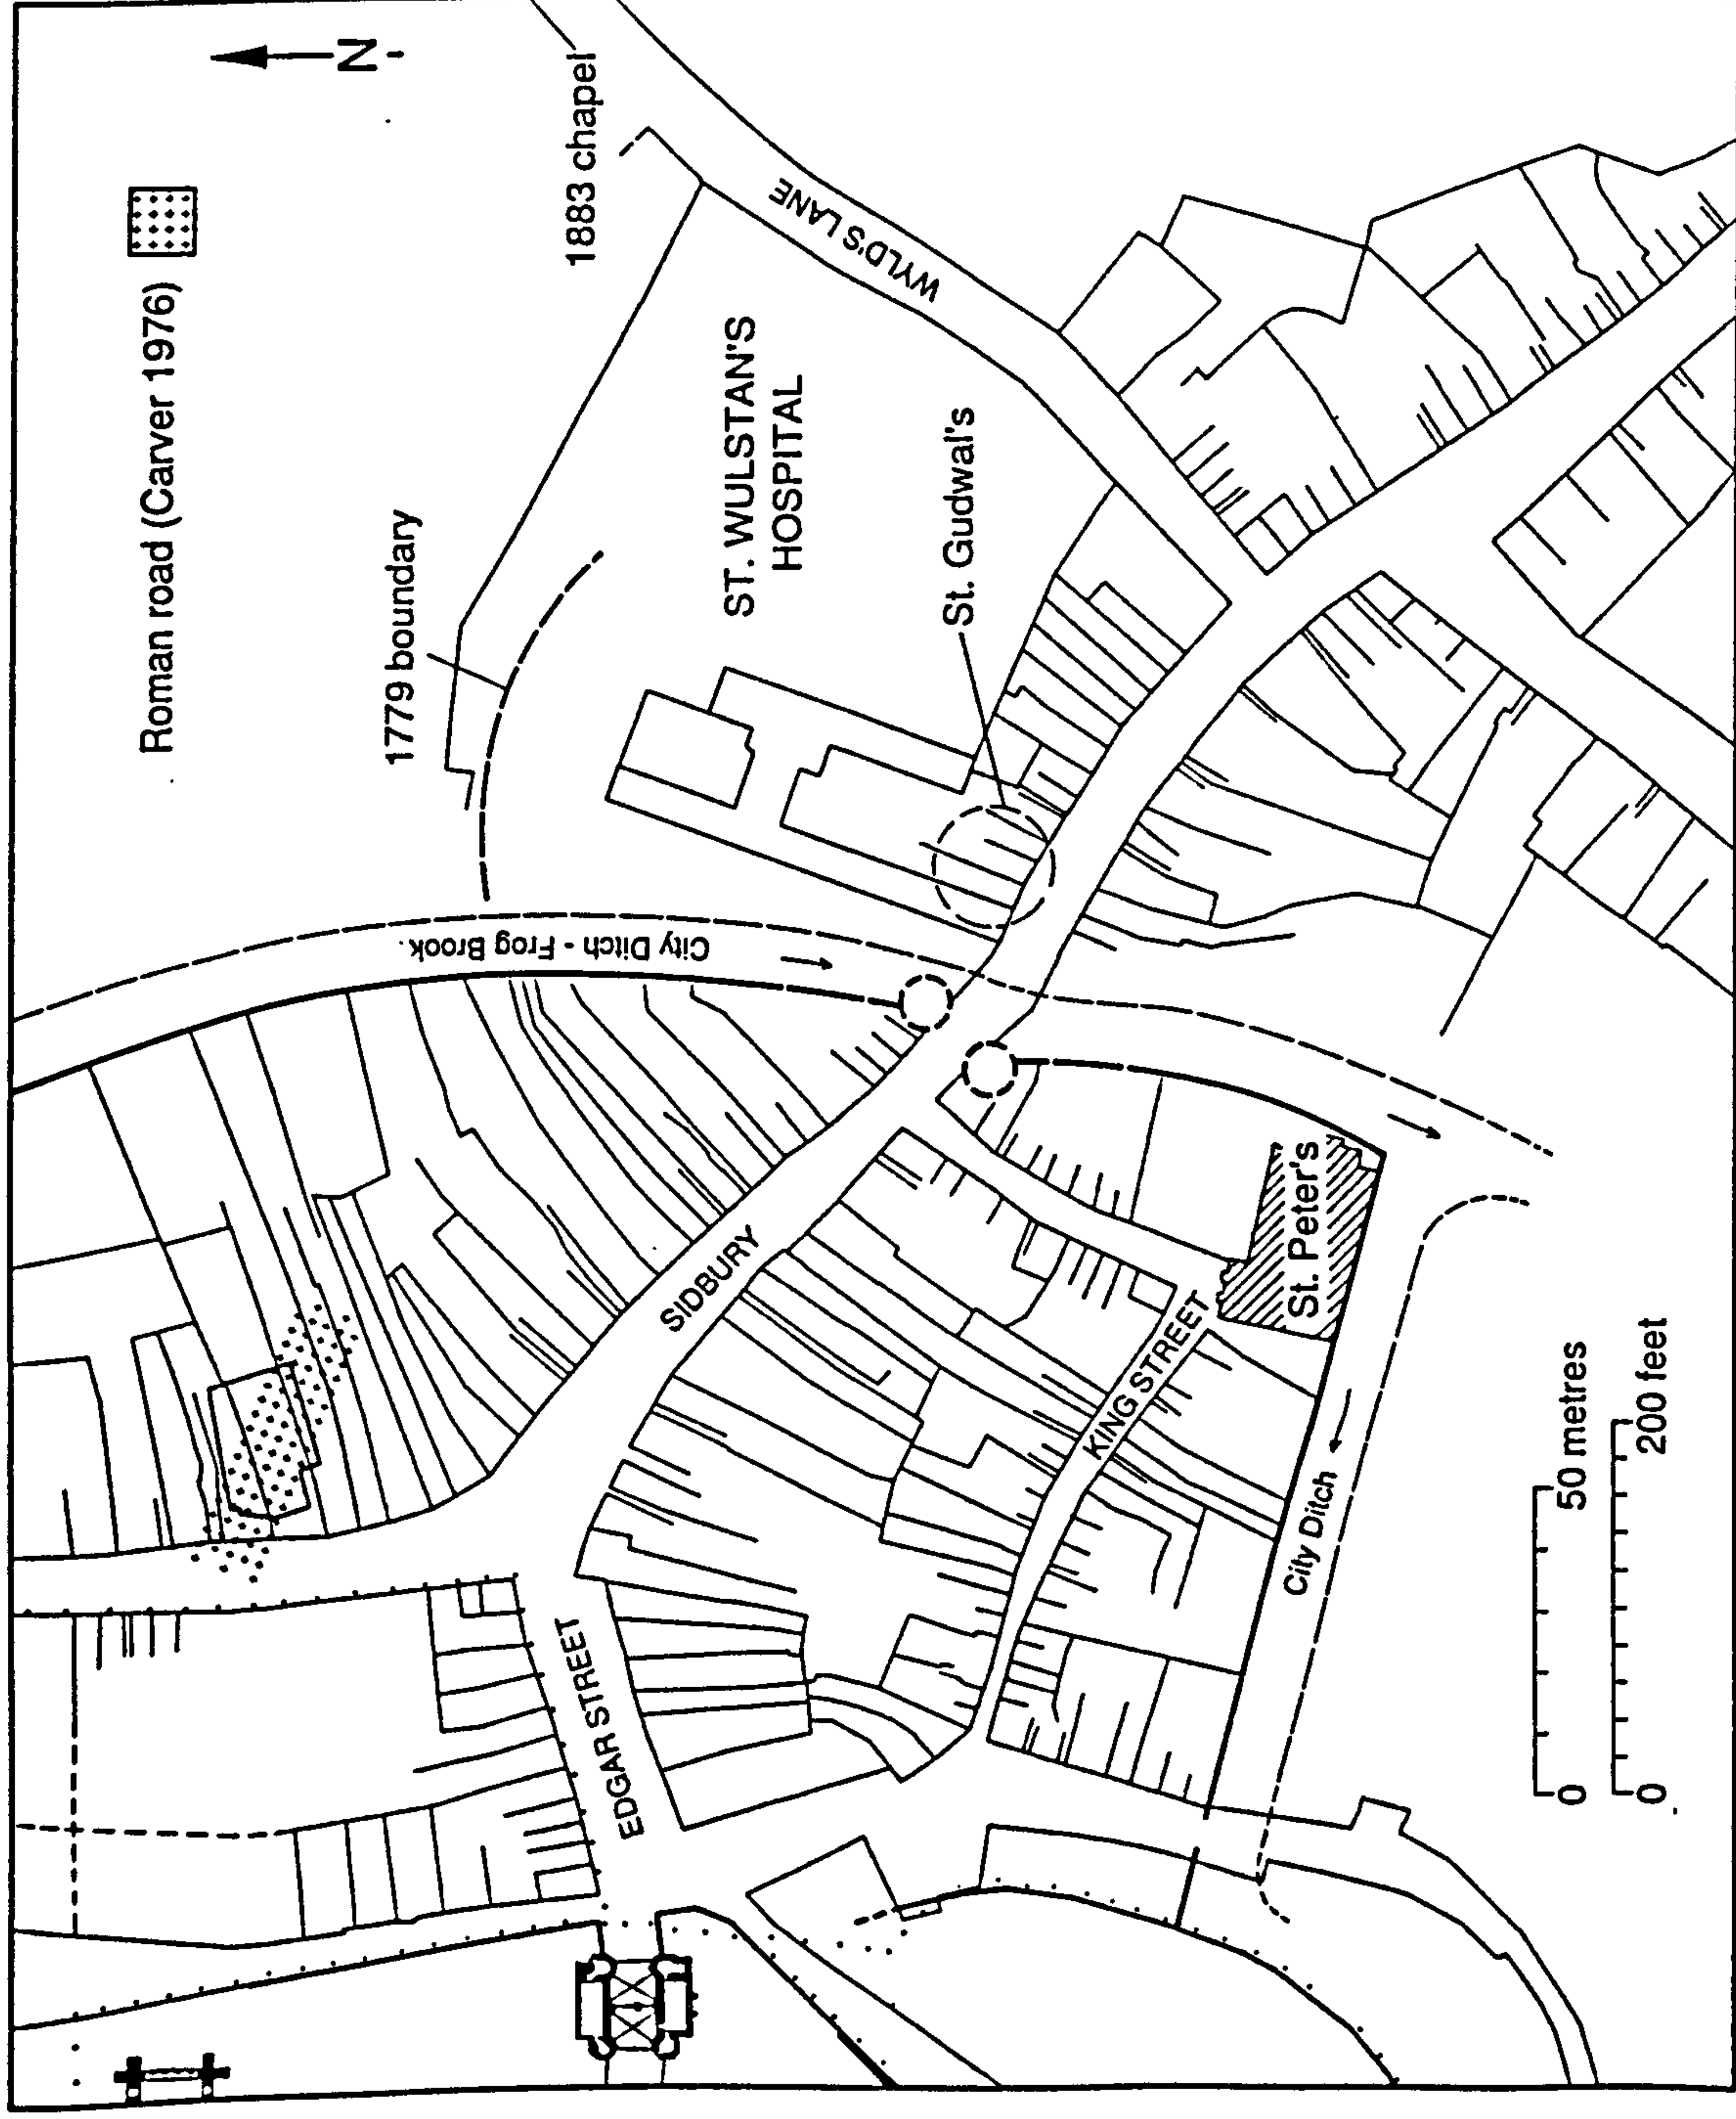 Roman road (Carver 1976)
N
1779 boundary
1883 chapel
ST. WULSTAN'S
HOSPITAL
WYLD'S LANE
St. Gudwal's
City Ditch - Frog Brook.
SIDBURY
EDGAR STREET
KING STREET
St. Peter's
City Ditch
0
50 metres
0
200 feet